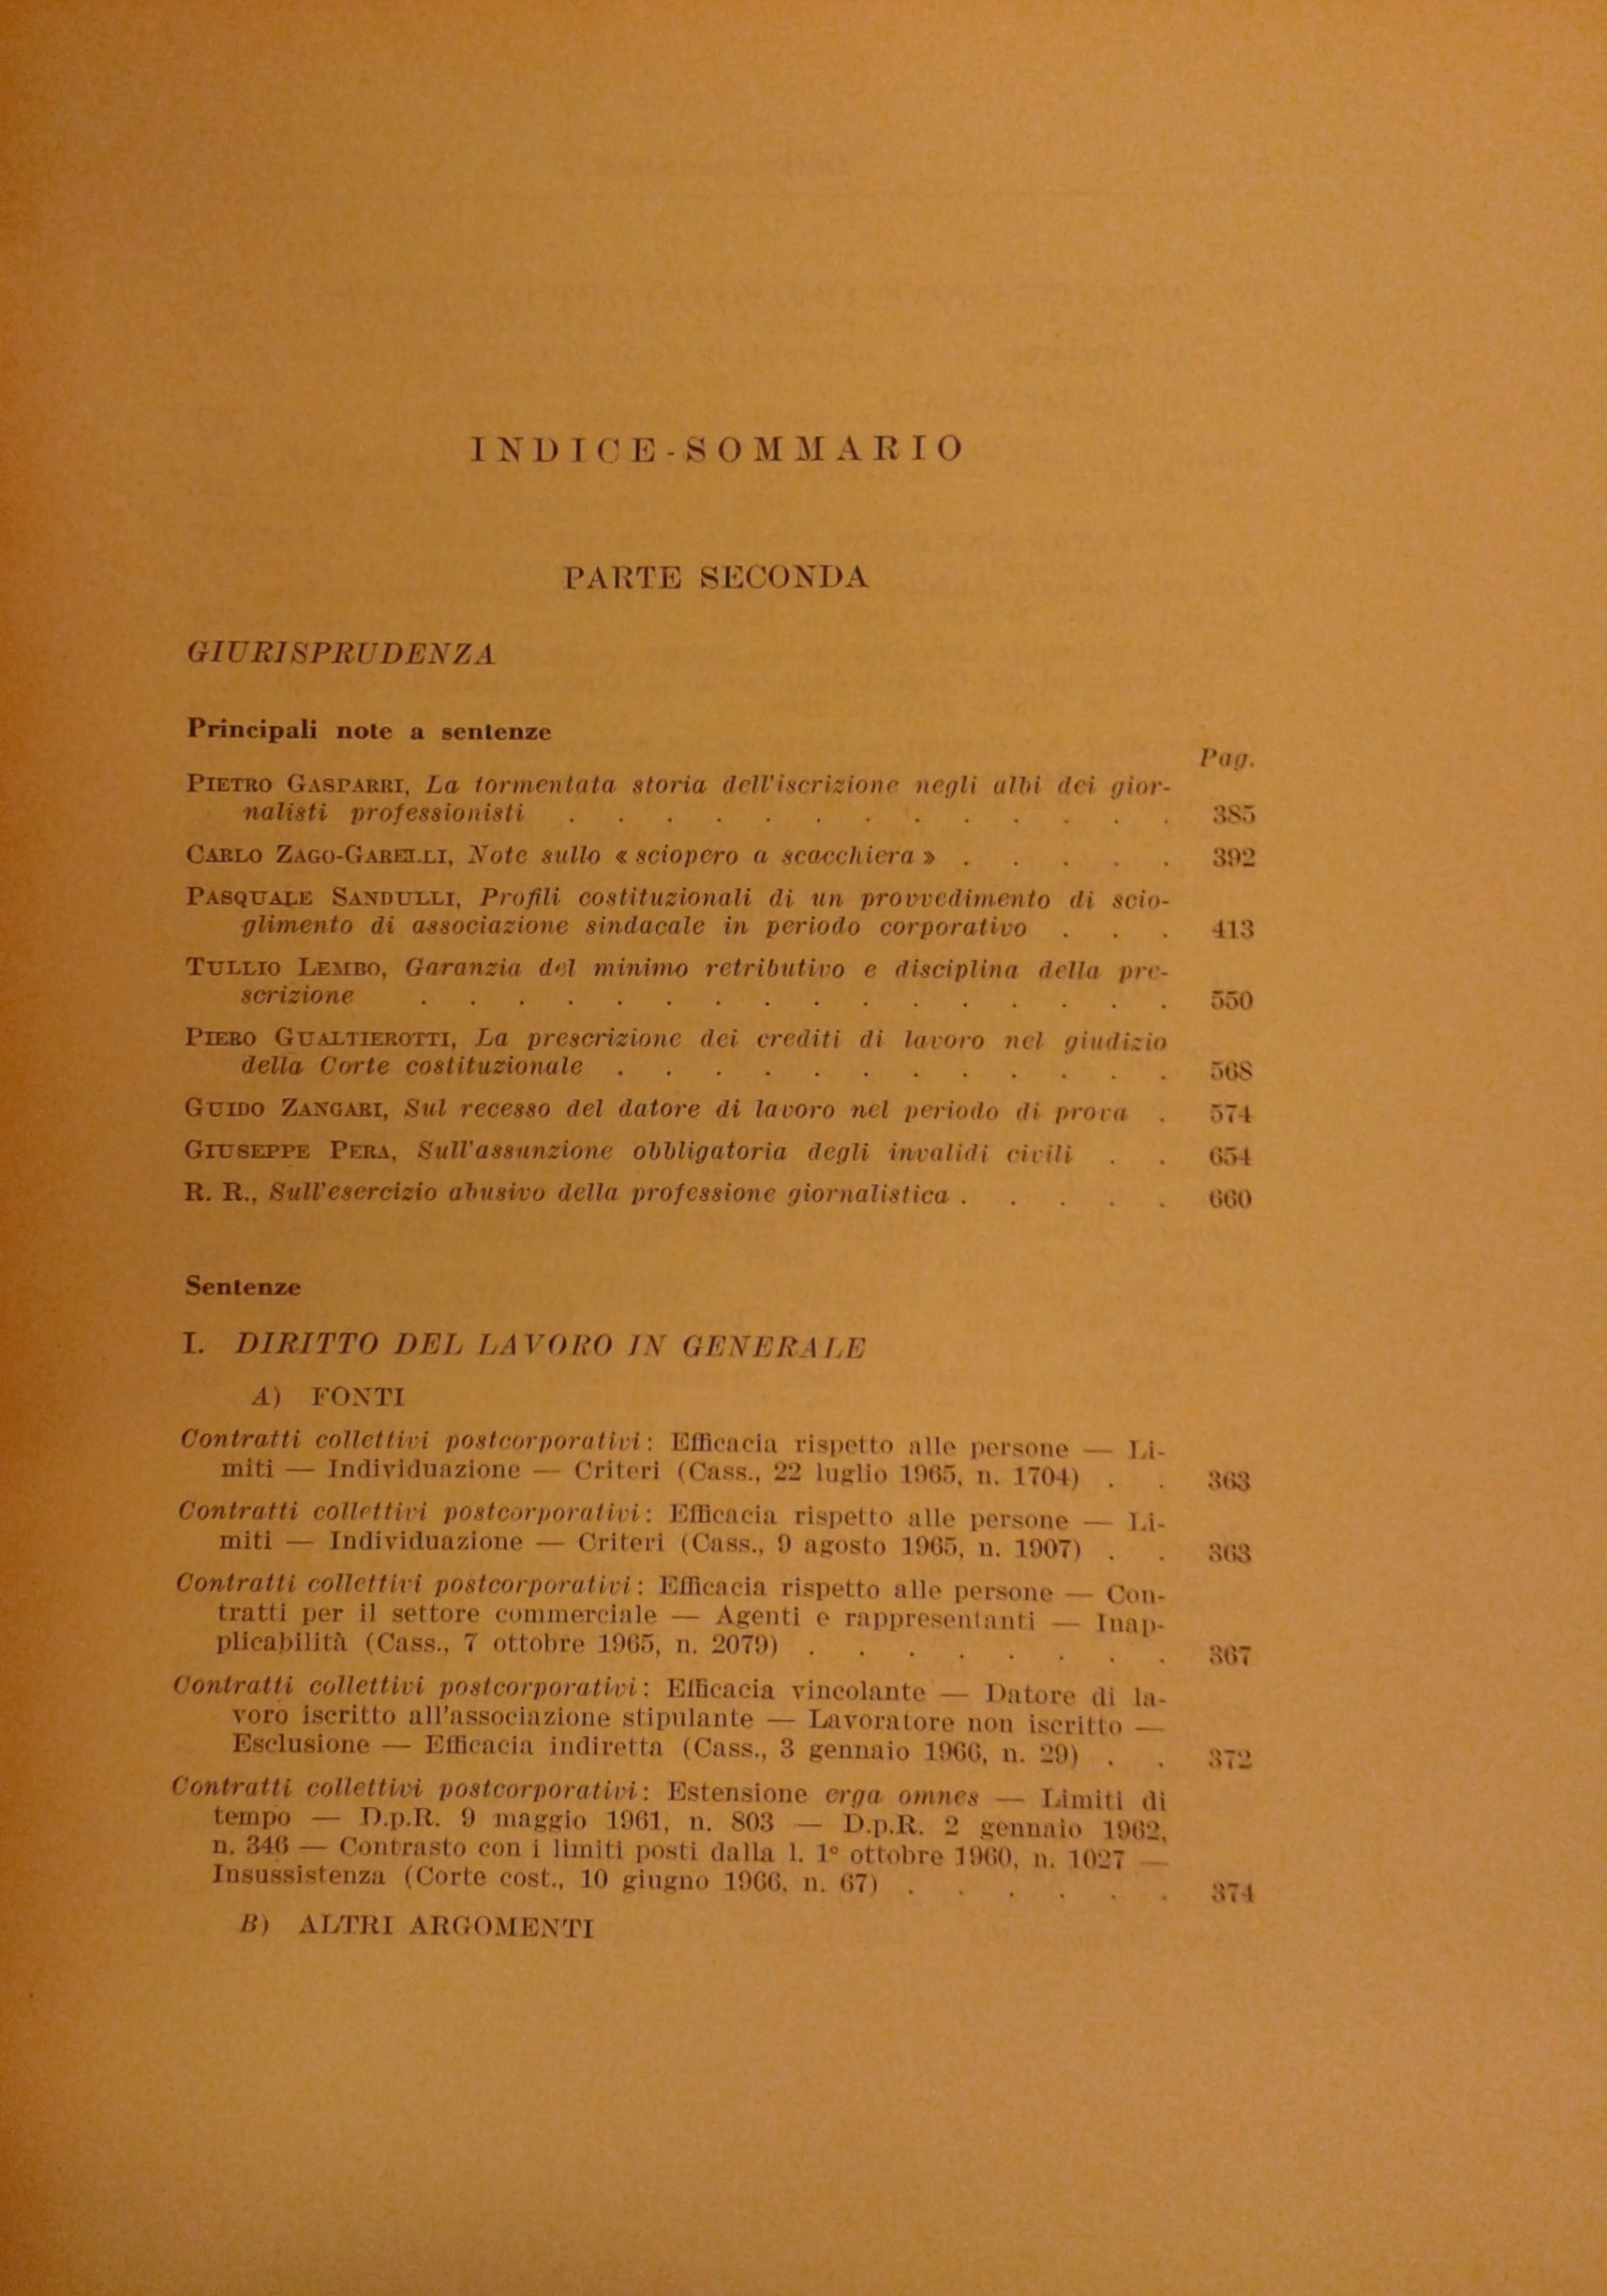 INDICE-SOMMARIO
PARTE SECONDA
GIURISPRUDENZA
Principali note a sentenze
Pag.
PIETRO GASPARRI, La tormentata storia dell'iscrizione negli albi dei gior-
nalisti professionisti . . . . . . . . . . . . . 385
CARLO ZAGO-GARELLI, Note sullo « sciopero a scacchiera » . . . . . 392
PASQUALE SANDULLI, Profili costituzionali di un provvedimento di scio-
glimento di associazione sindacale in periodo corporativo . . . 413
TULLIO LEMBO, Garanzia del minimo retributivo e disciplina della pre-
scrizione . . . . . . . . . . . . . . . . 550
PIERO GUALTIEROTTI, La prescrizione dei crediti di lavoro nel giudizio
della Corte costituzionale . . . . . . . . . . . . 568
GUIDO ZANGARI, Sul recesso del datore di lavoro nel periodo di prova . 574
GIUSEPPE PERA, Sull'assunzione obbligatoria degli invalidi civili . . 654
R. R., Sull'esercizio abusivo della professione giornalistica . . . . . 660
Sentenze
I. DIRITTO DEL LAVORO IN GENERALE
A) FONTI
Contratti collettivi postcorporativi: Efficacia rispetto alle persone — Li-
miti — Individuazione — Criteri (Cass., 22 luglio 1965, n. 1704) . . 363
Contratti collettivi postcorporativi: Efficacia rispetto alle persone — Li-
miti — Individuazione — Criteri (Cass., 9 agosto 1965, n. 1907) . . 363
Contratti collettivi postcorporativi: Efficacia rispetto alle persone — Con-
tratti per il settore commerciale — Agenti e rappresentanti — Inap-
plicabilità (Cass., 7 ottobre 1965, n. 2079) . . . . . . . . 367
Contratti collettivi postcorporativi: Efficacia vincolante — Datore di la-
voro iscritto all'associazione stipulante — Lavoratore non iscritto —
Esclusione — Efficacia indiretta (Cass., 3 gennaio 1966, n. 29) . . 372
Contratti collettivi postcorporativi: Estensione erga omnes — Limiti di
tempo — D.p.R. 9 maggio 1961, n. 803 — D.p.R. 2 gennaio 1962,
n. 346 — Contrasto con i limiti posti dalla l. 1° ottobre 1960, n. 1027 —
Insussistenza (Corte cost., 10 giugno 1966, n. 67) . . . . . . 374
B) ALTRI ARGOMENTI